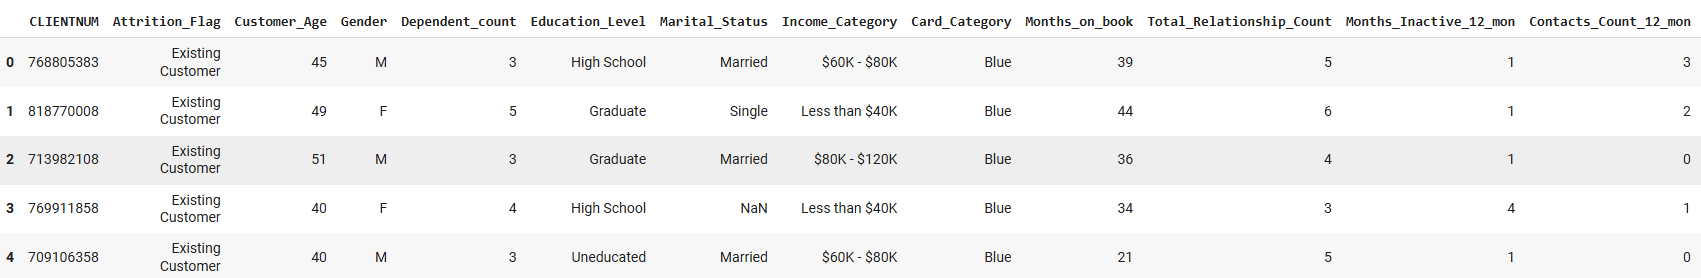 CLIENTNUM Attrition_Flag Customer_Age Gender Dependent_count Education_Level Marital_Status Income_Category Card_Category Months_on_book Total_Relationship_Count Months_Inactive_12_mon Contacts_Count_12_mon
0 768805383 Existing Customer 45 M 3 High School Married $60K - $80K Blue 39 5 1 3
1 818770008 Existing Customer 49 F 5 Graduate Single Less than $40K Blue 44 6 1 2
2 713982108 Existing Customer 51 M 3 Graduate Married $80K - $120K Blue 36 4 1 0
3 769911858 Existing Customer 40 F 4 High School NaN Less than $40K Blue 34 3 4 1
4 709106358 Existing Customer 40 M 3 Uneducated Married $60K - $80K Blue 21 5 1 0